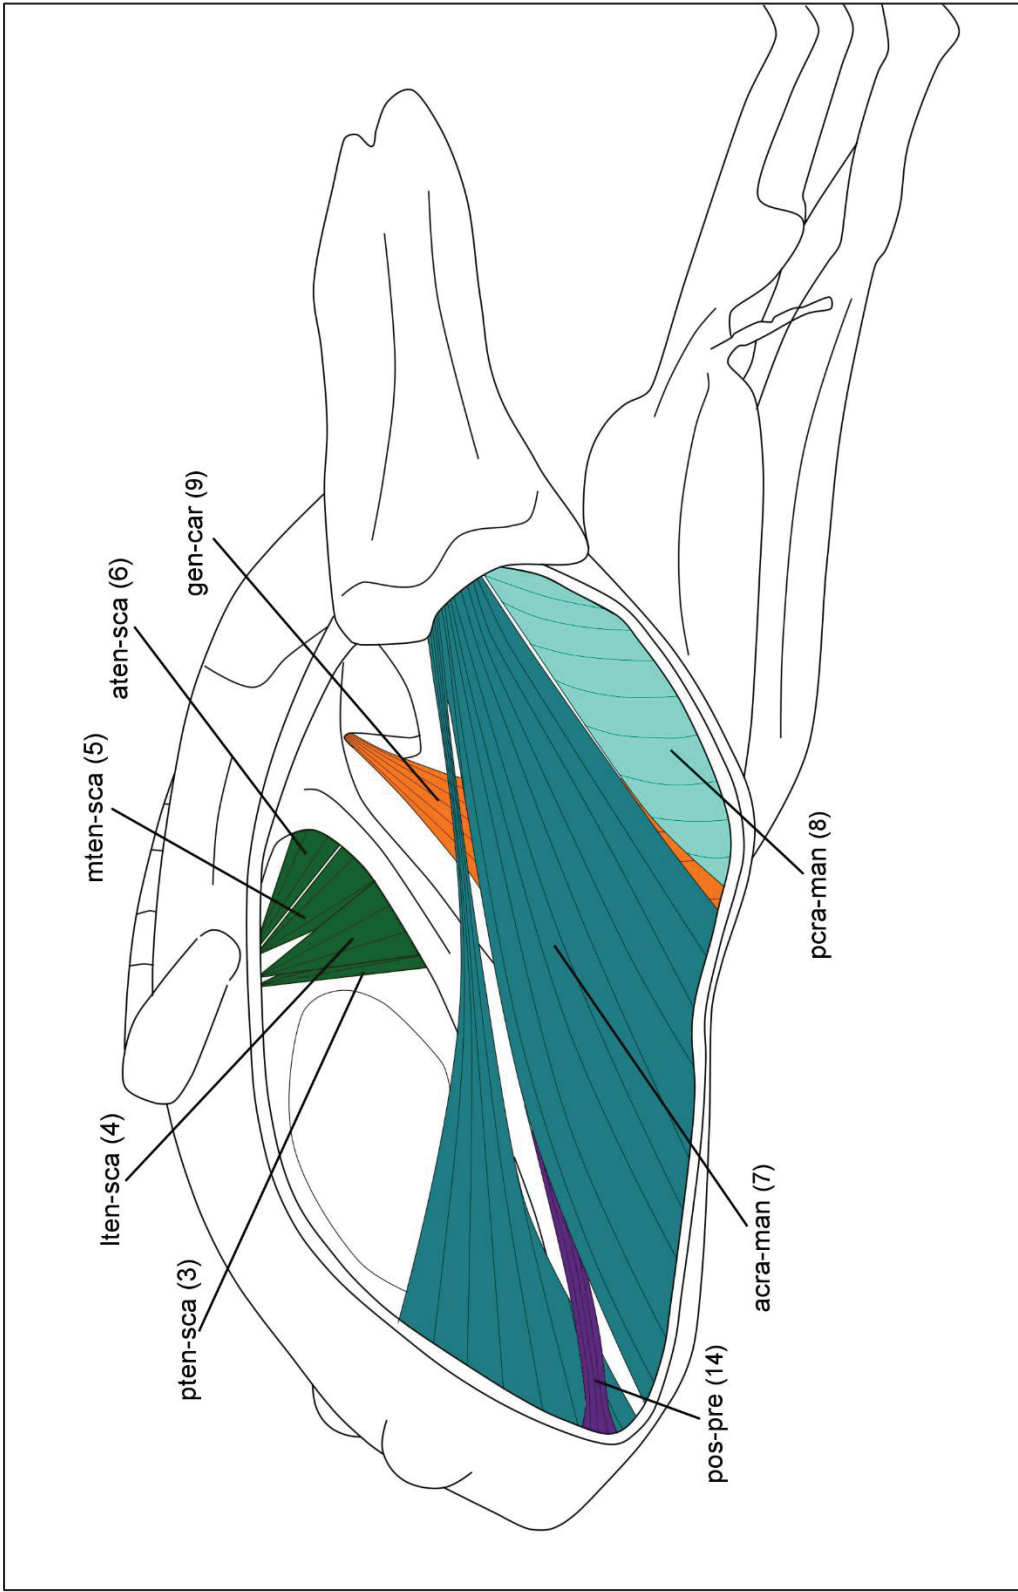 pten-sca (3)
lten-sca (4)
mten-sca (5)
aten-sca (6)
gen-car (9)
pos-pre (14)
acra-man (7)
pcra-man (8)